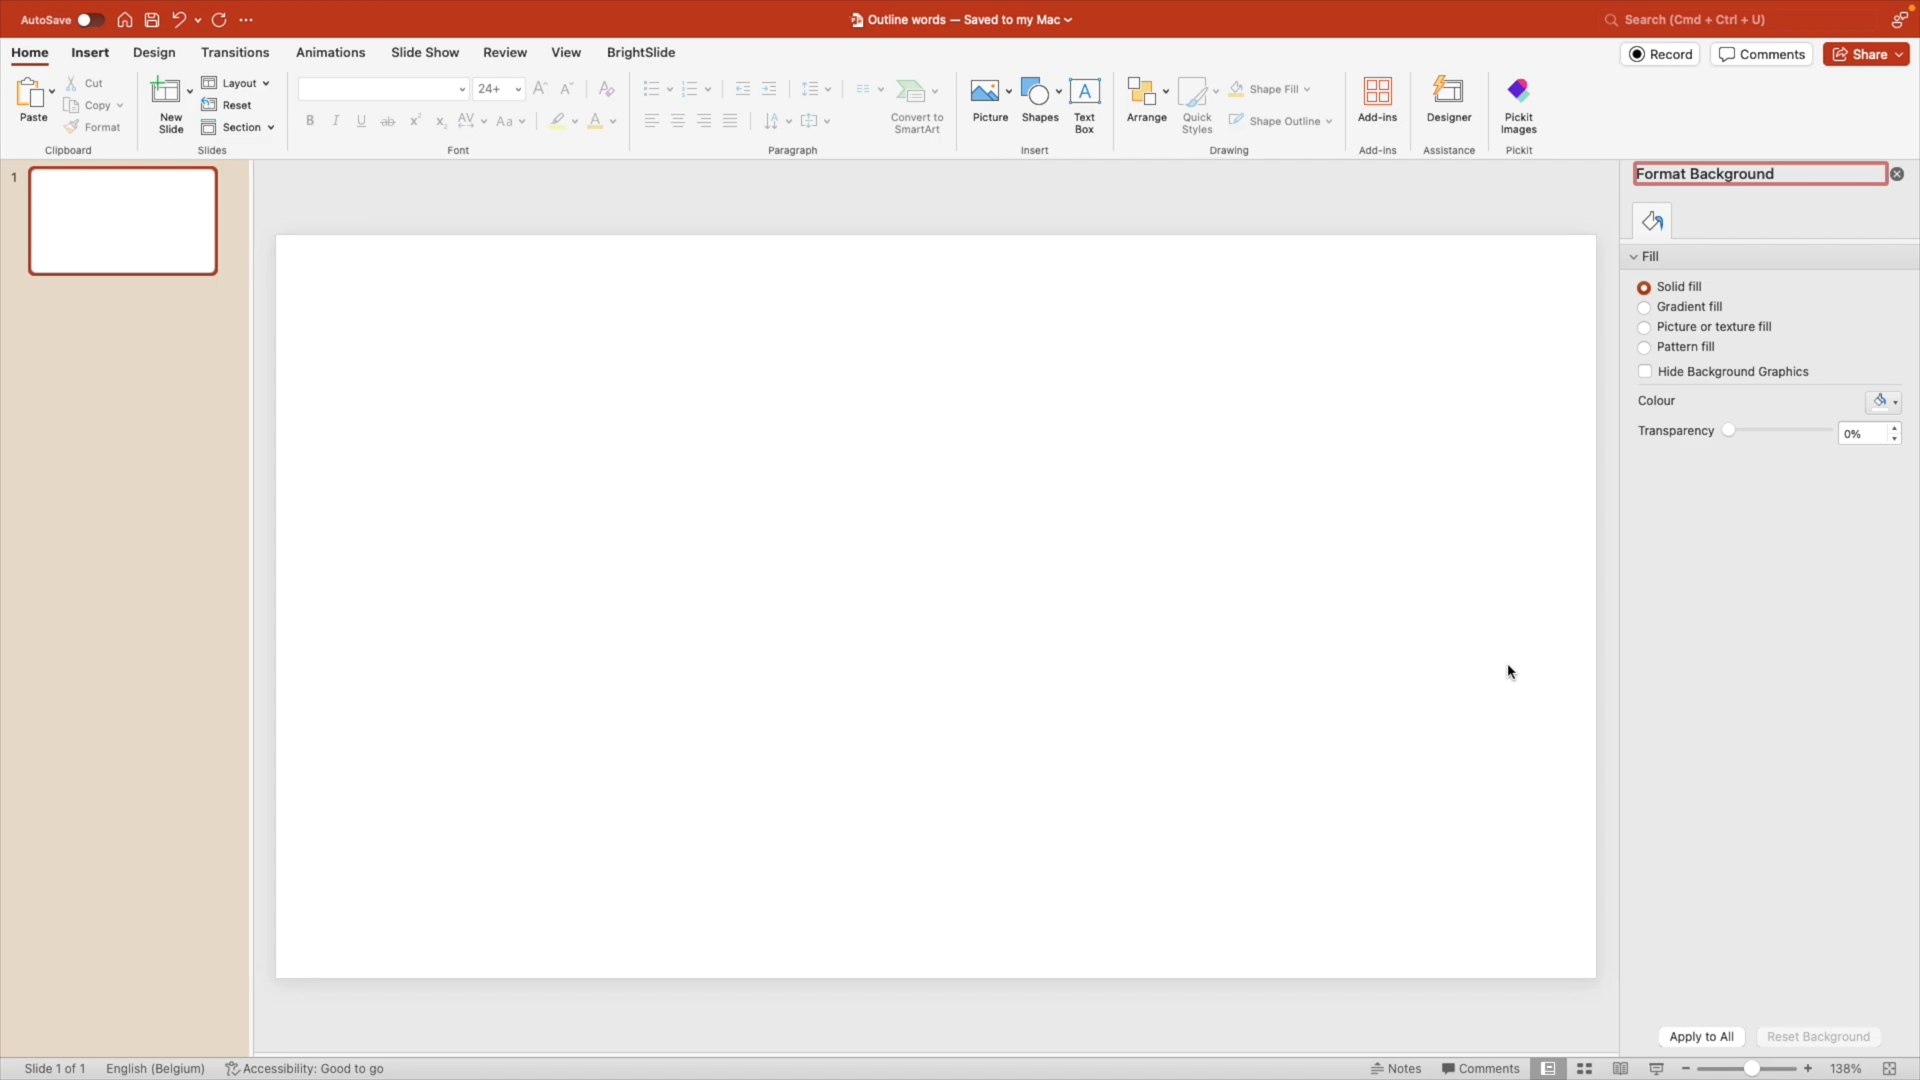 AutoSave
Outline words — Saved to my Mac
Search (Cmd + Ctrl + U)
Home Insert Design Transitions Animations Slide Show Review View BrightSlide
Record Comments Share
Paste
Cut
Copy
Format
Clipboard
New Slide
Layout
Reset
Section
Slides
24+
B I U ab x² x₂ AV Aa A
Font
Convert to SmartArt
Paragraph
Picture
Shapes
A
Text Box
Insert
Arrange
Quick Styles
Shape Fill
Shape Outline
Drawing
Add-ins
Add-ins
Designer
Assistance
Pickit Images
Pickit
1
Format Background
Fill
Solid fill
Gradient fill
Picture or texture fill
Pattern fill
Hide Background Graphics
Colour
Transparency 0%
Apply to All Reset Background
Slide 1 of 1 English (Belgium) Accessibility: Good to go
Notes Comments 138%